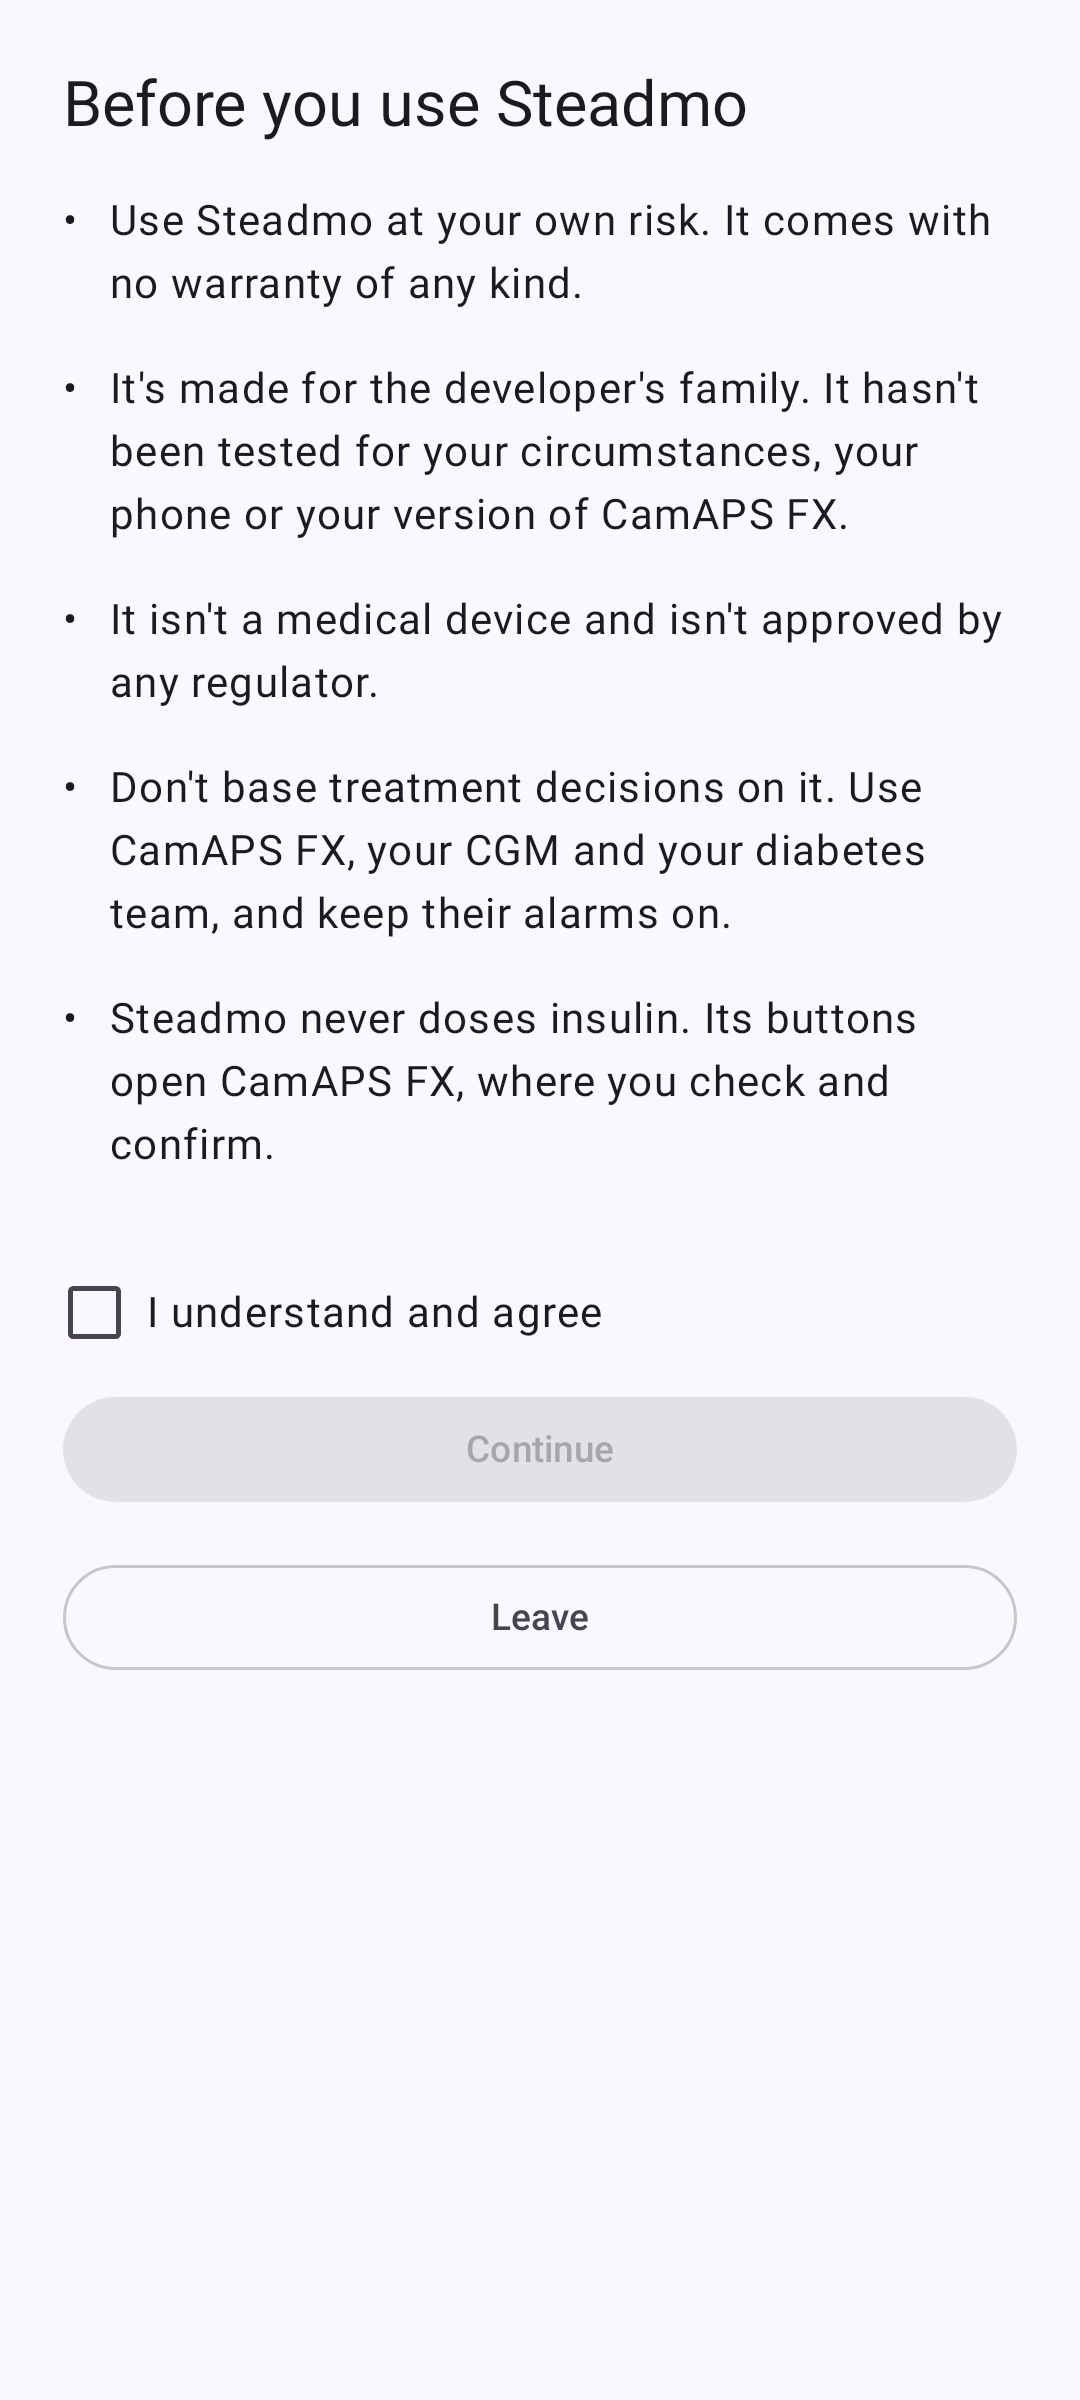 Before you use Steadmo
• Use Steadmo at your own risk. It comes with
no warranty of any kind.
• It's made for the developer's family. It hasn't
been tested for your circumstances, your
phone or your version of CamAPS FX.
• It isn't a medical device and isn't approved by
any regulator.
• Don't base treatment decisions on it. Use
CamAPS FX, your CGM and your diabetes
team, and keep their alarms on.
• Steadmo never doses insulin. Its buttons
open CamAPS FX, where you check and
confirm.
I understand and agree
Continue
Leave